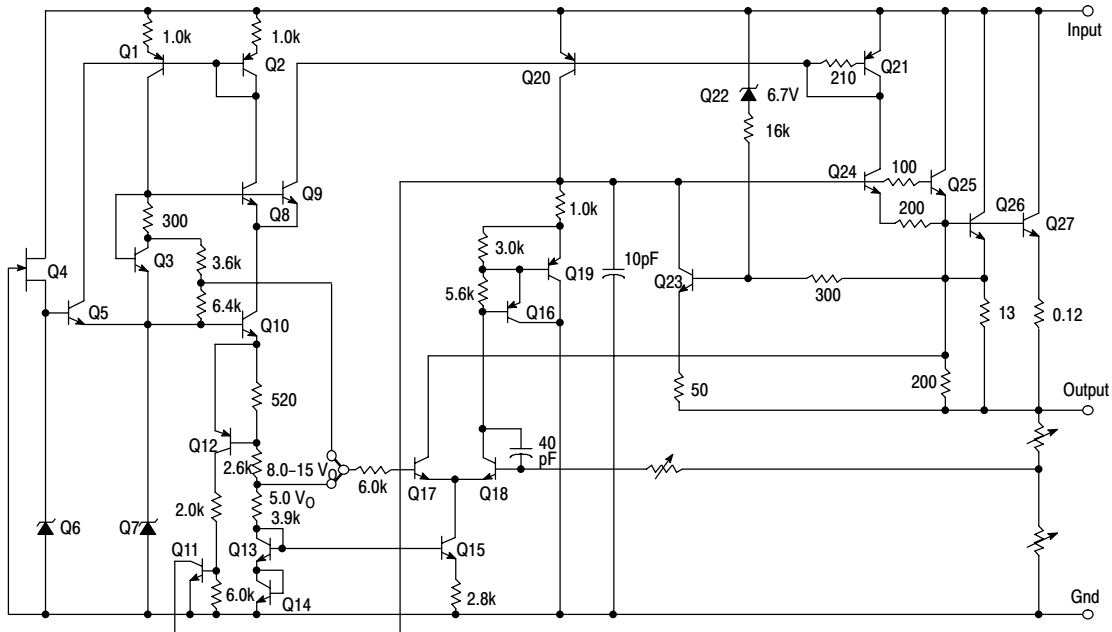 Input
1.0k
1.0k
Q1
Q2
Q20
Q21
210
Q22
6.7V
16k
Q9
Q8
Q24
100
Q25
Q26
Q27
200
300
1.0k
Q3
3.6k
3.0k
Q19
10pF
Q4
Q23
6.4k
5.6k
300
Q5
Q10
Q16
13
0.12
520
50
200
Output
Q12
2.6k
8.0–15 VO
40
pF
6.0k
Q17
Q18
5.0 VO
2.0k
3.9k
Q6
Q7
Q11
Q13
Q15
6.0k
Q14
2.8k
Gnd